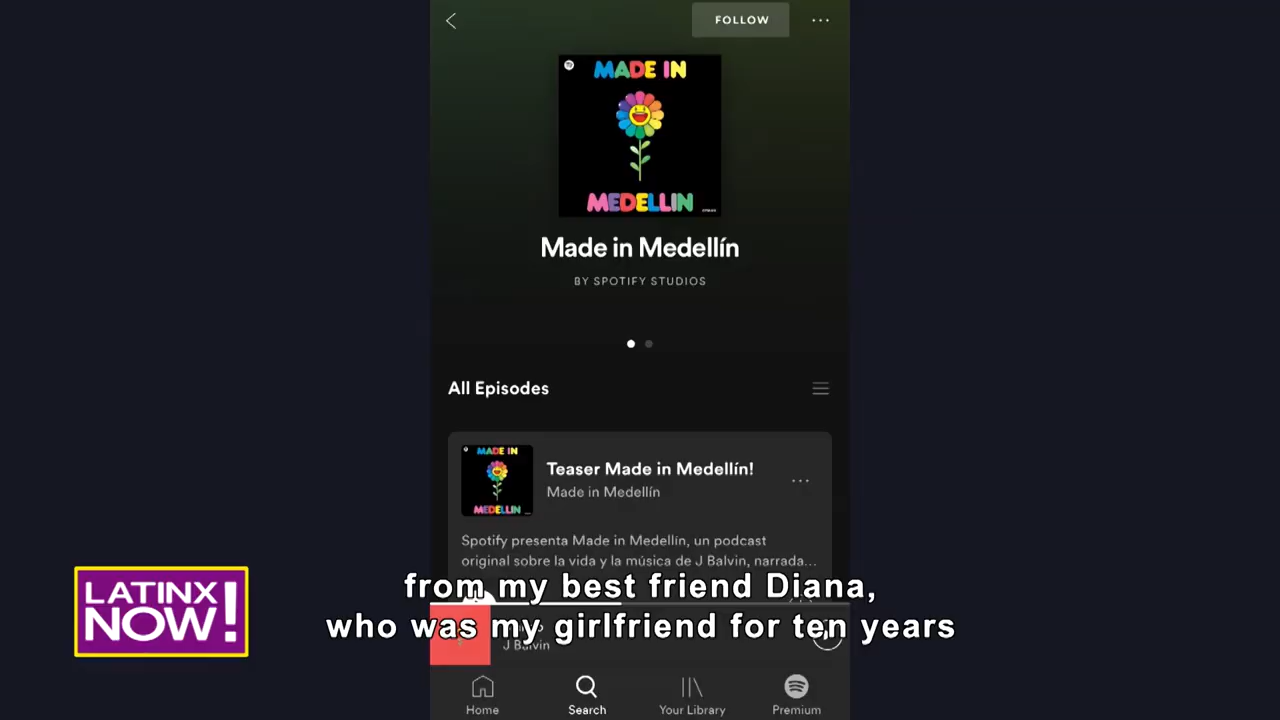 FOLLOW
MADE IN
MEDELLIN
Made in Medellín
BY SPOTIFY STUDIOS
All Episodes
MADE IN
MEDELLIN
Teaser Made in Medellín!
Made in Medellín
Spotify presenta Made in Medellín, un podcast
original sobre la vida y la música de J Balvin, narrada...
LATINX
NOW!
from my best friend Diana,
who was my girlfriend for ten years
J Balvin
Home
Search
Your Library
Premium